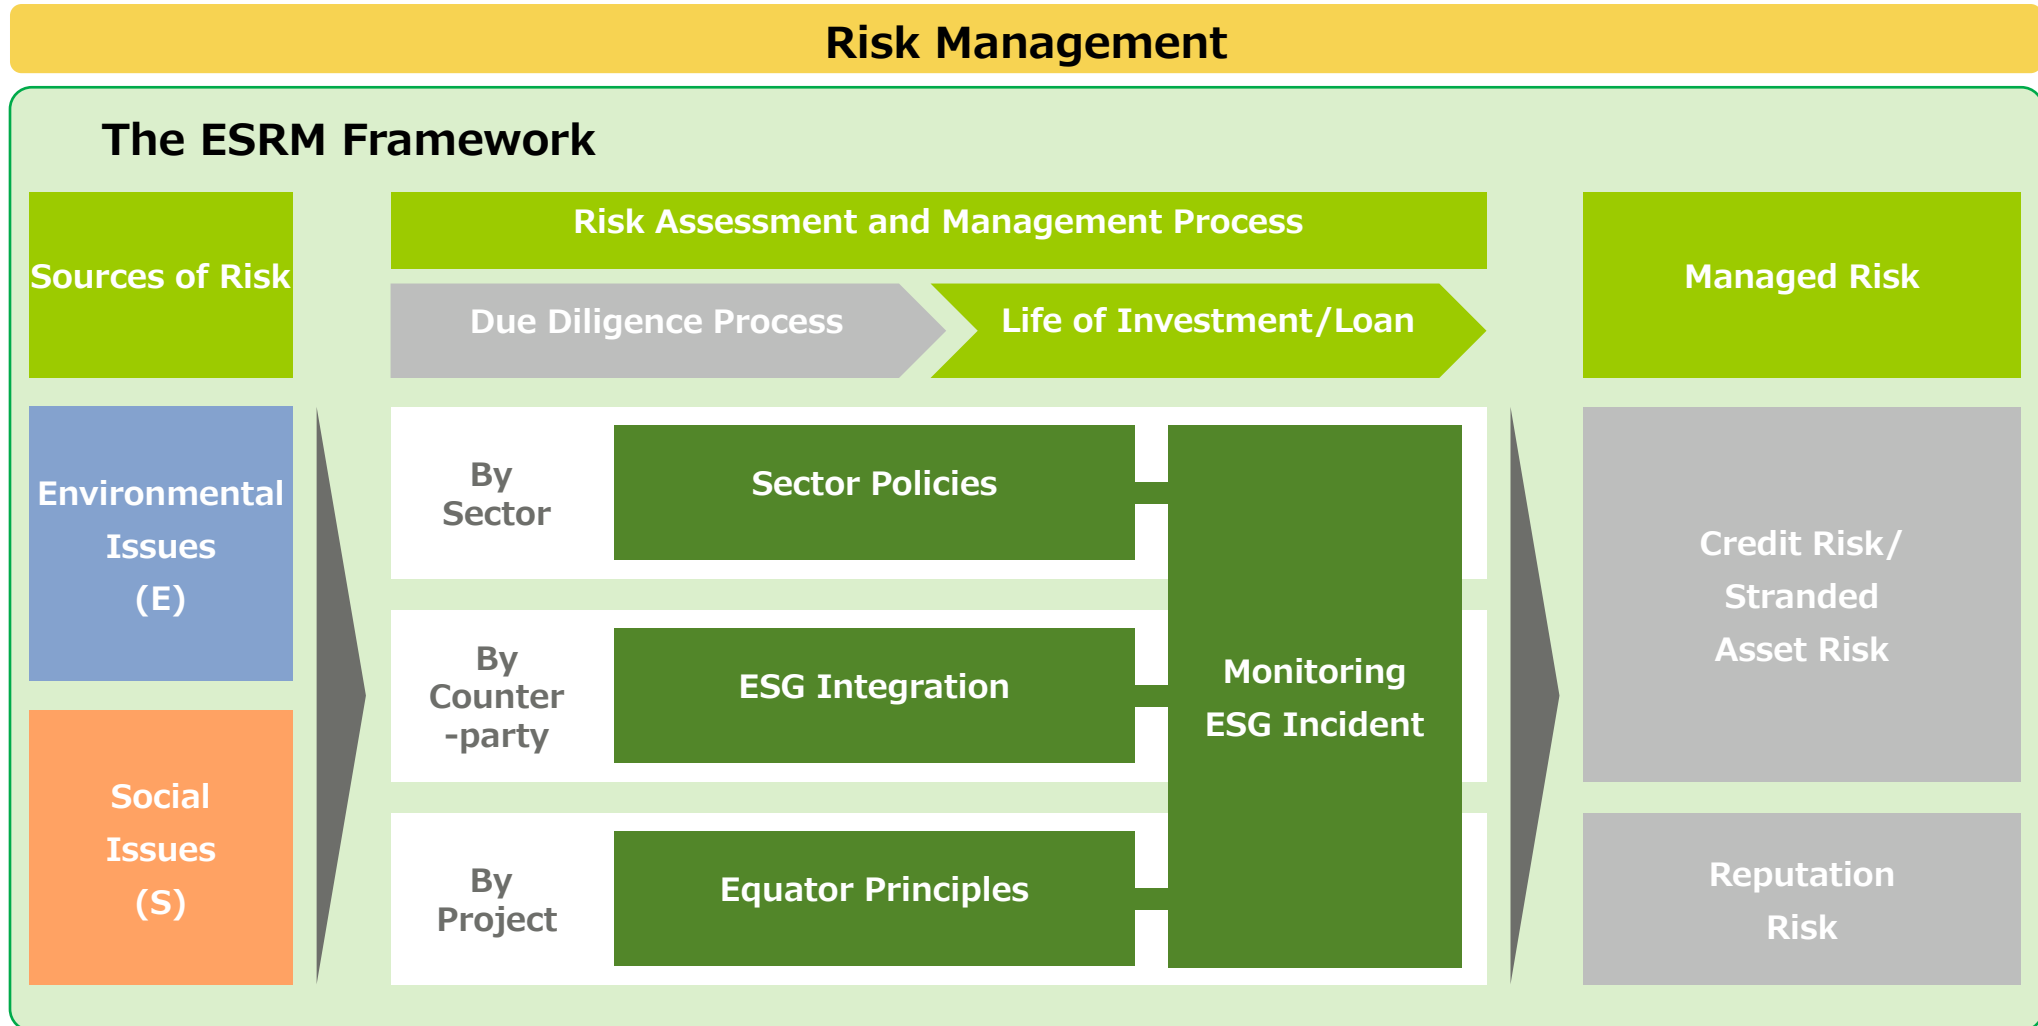 Risk Management
The ESRM Framework
Sources of Risk
Risk Assessment and Management Process
Due Diligence Process
Life of Investment/Loan
Managed Risk
Environmental
Issues
(E)
Social
Issues
(S)
By
Sector
Sector Policies
By
Counter
-party
ESG Integration
By
Project
Equator Principles
Monitoring
ESG Incident
Credit Risk/
Stranded
Asset Risk
Reputation
Risk